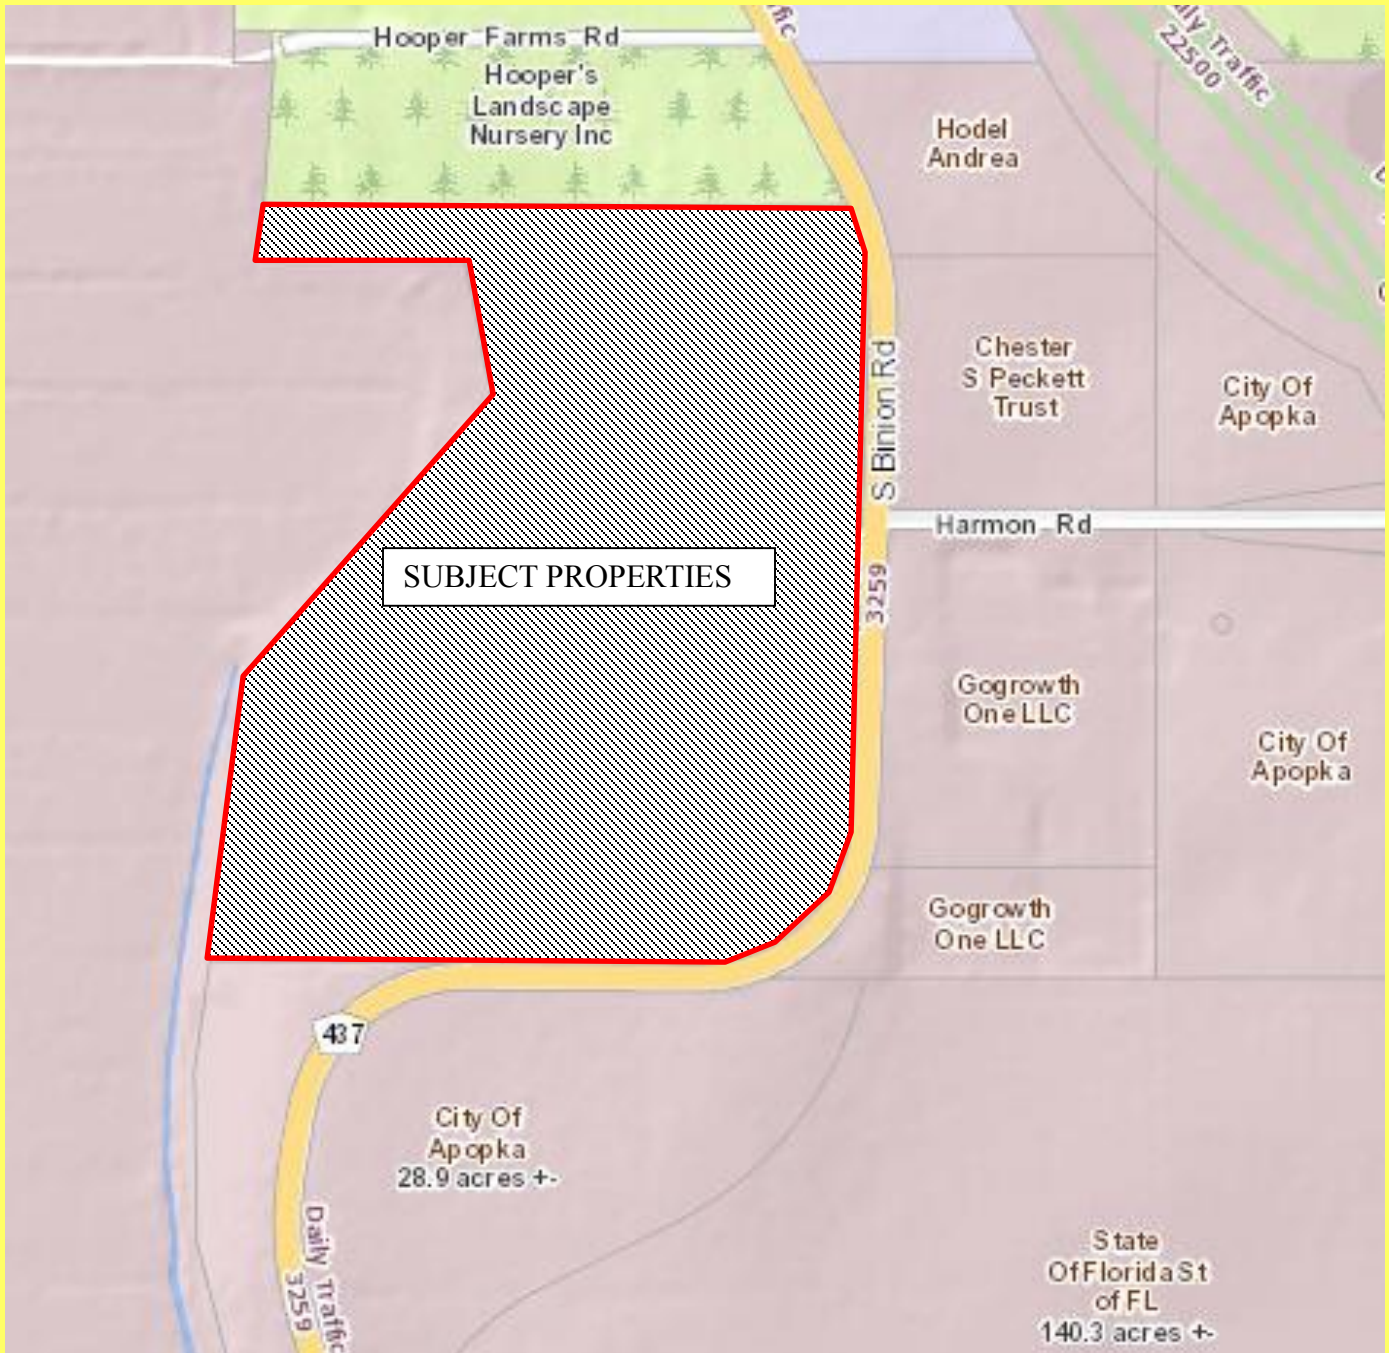 Hooper Farms Rd
Hooper's
Landscape
Nursery Inc
Traffic
22500
Hodel
Andrea
Chester
S Peckett
Trust
City Of
Apopka
S Binion Rd
Harmon Rd
SUBJECT PROPERTIES
3259
Gogrowth
One LLC
City Of
Apopka
Gogrowth
One LLC
437
City Of
Apopka
28.9 acres +-
Daily Traffic
3259
State
Of Florida St
of FL
140.3 acres +-